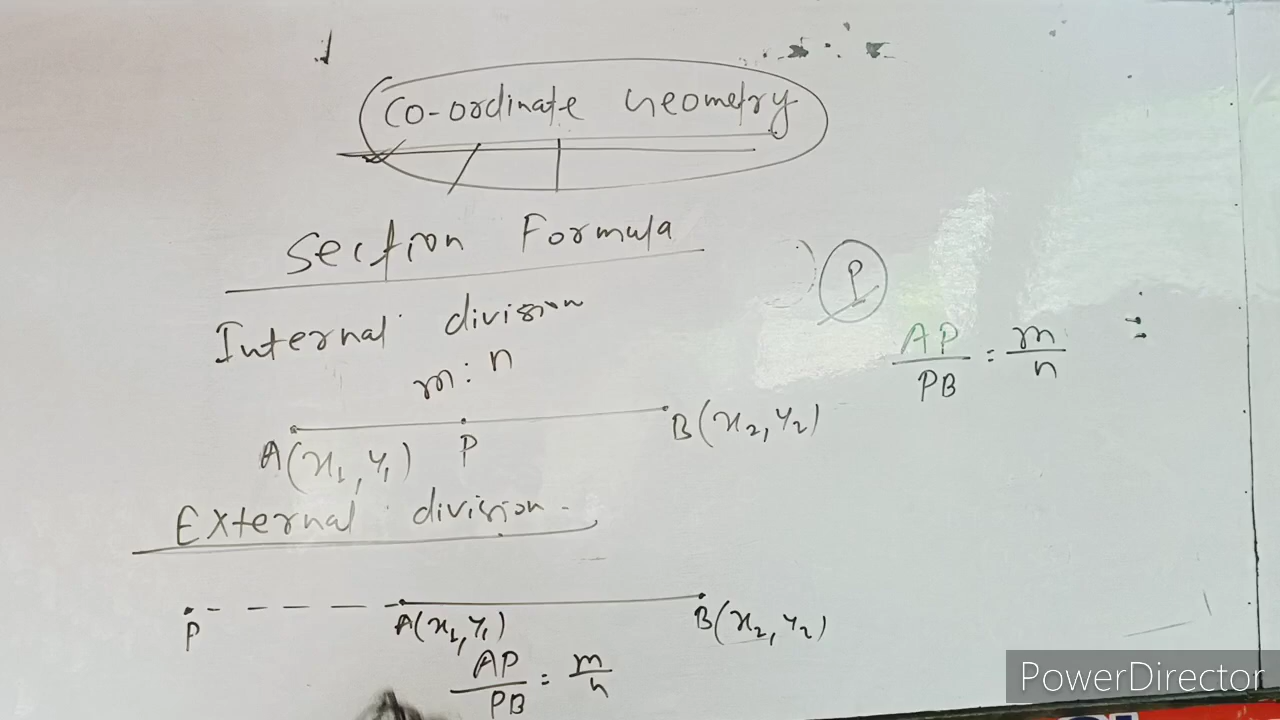 Co-ordinate Geometry
Section Formula
Internal division
m:n
A(x₁, y₁) P B(x₂, y₂)
P
AP/PB = m/n
External division.
P A(x₁, y₁) B(x₂, y₂)
AP/PB = m/n
PowerDirector